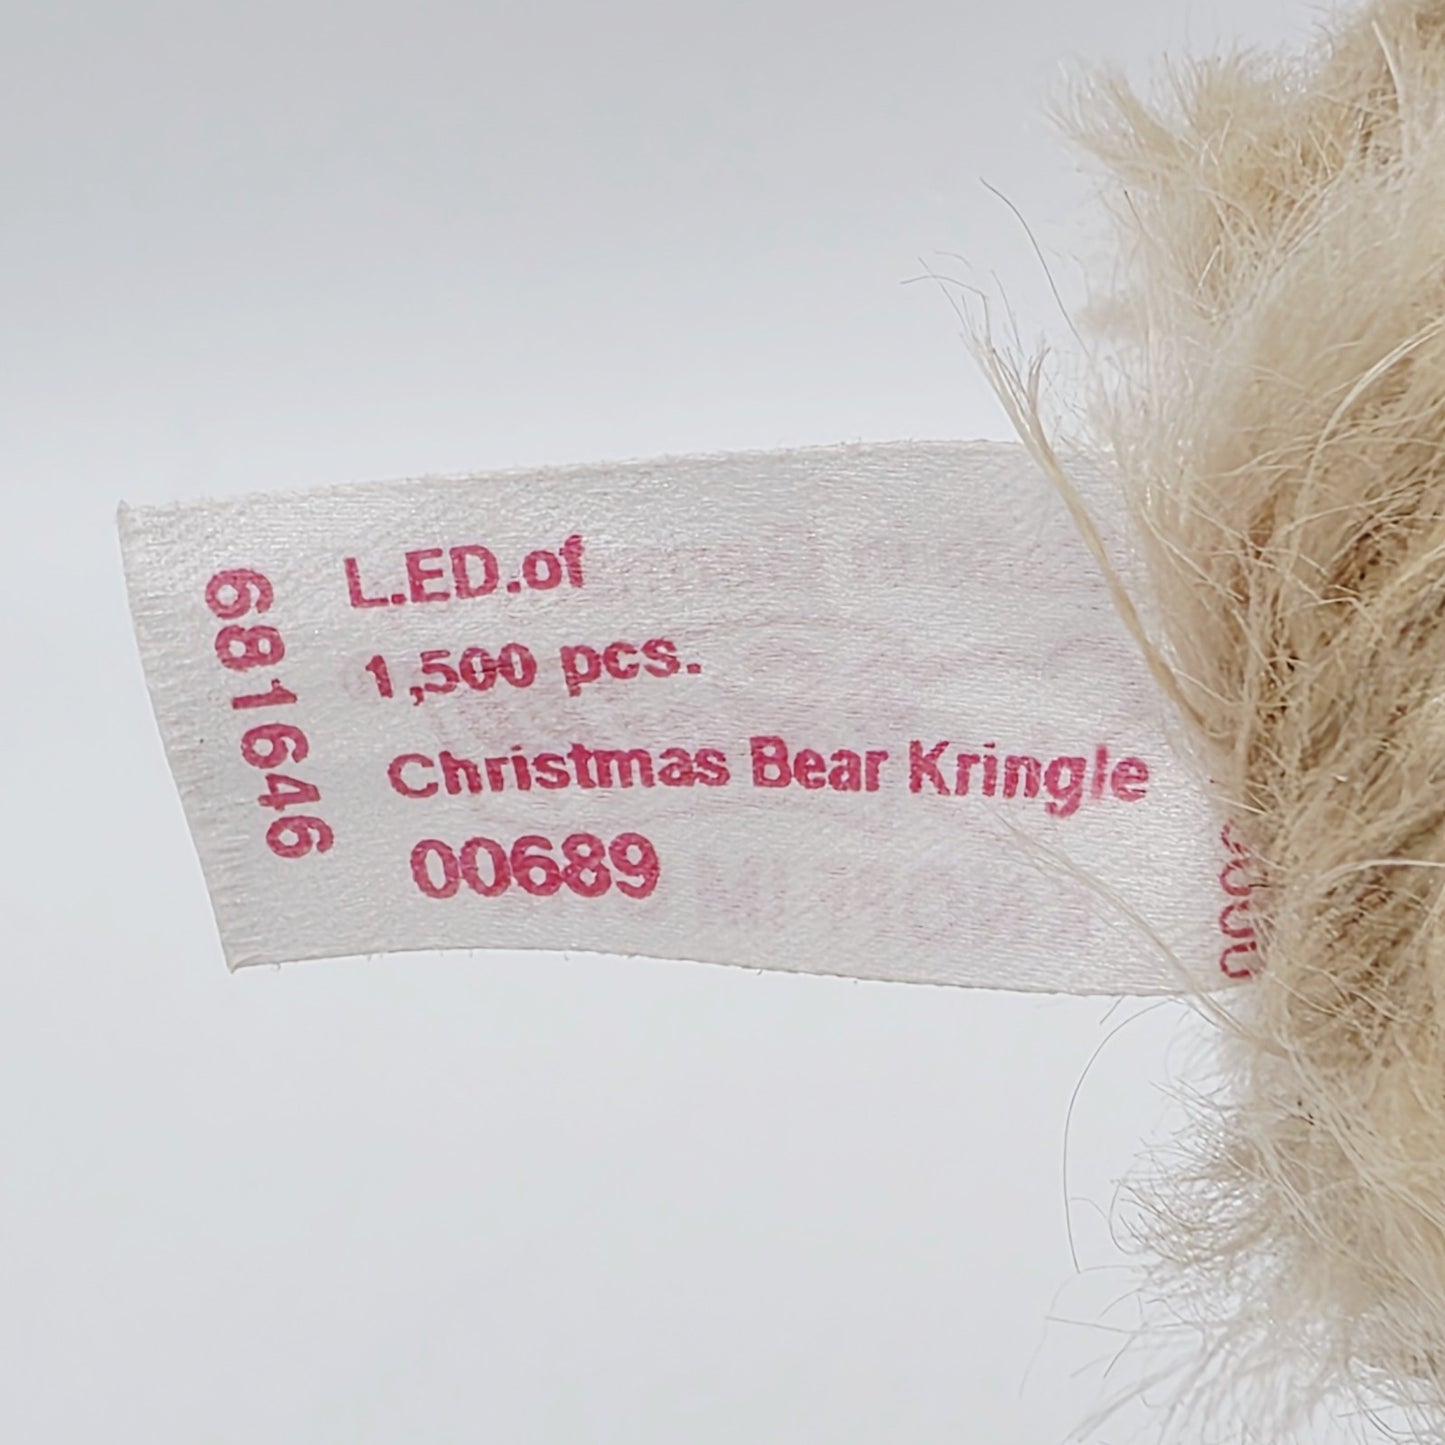 681646
L.ED.of
1,500 pcs.
Christmas Bear Kringle
00689